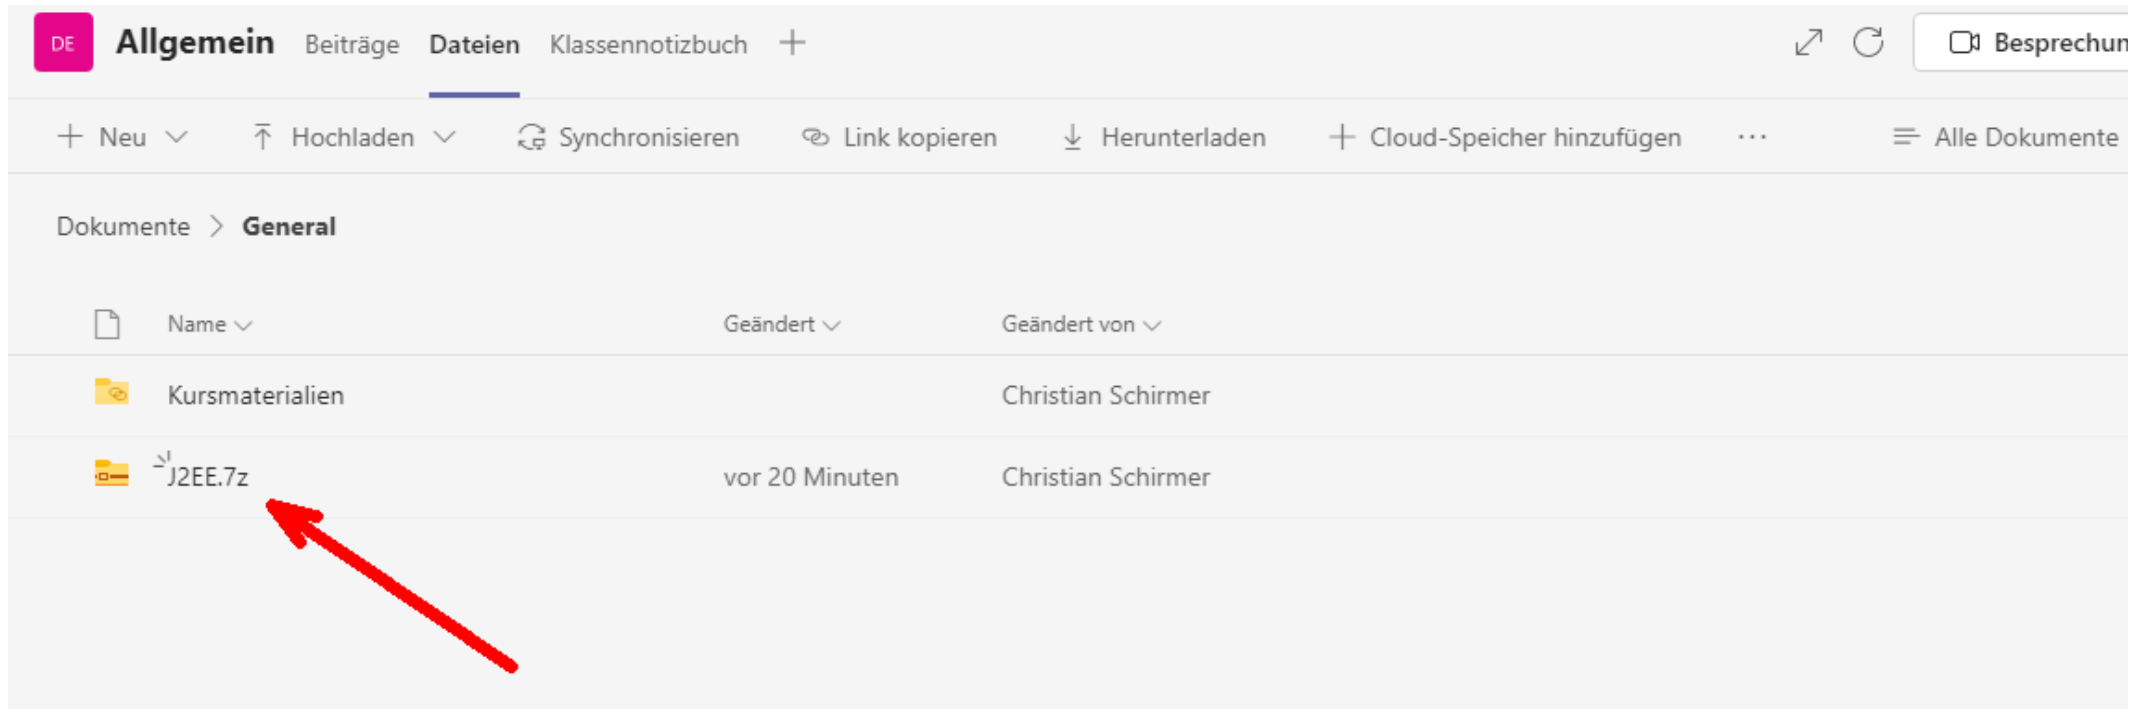 DE Allgemein Beiträge Dateien Klassennotizbuch Besprechun
Neu Hochladen Synchronisieren Link kopieren Herunterladen Cloud-Speicher hinzufügen ... Alle Dokumente
Dokumente > General
Name Geändert Geändert von
Kursmaterialien Christian Schirmer
J2EE.7z vor 20 Minuten Christian Schirmer